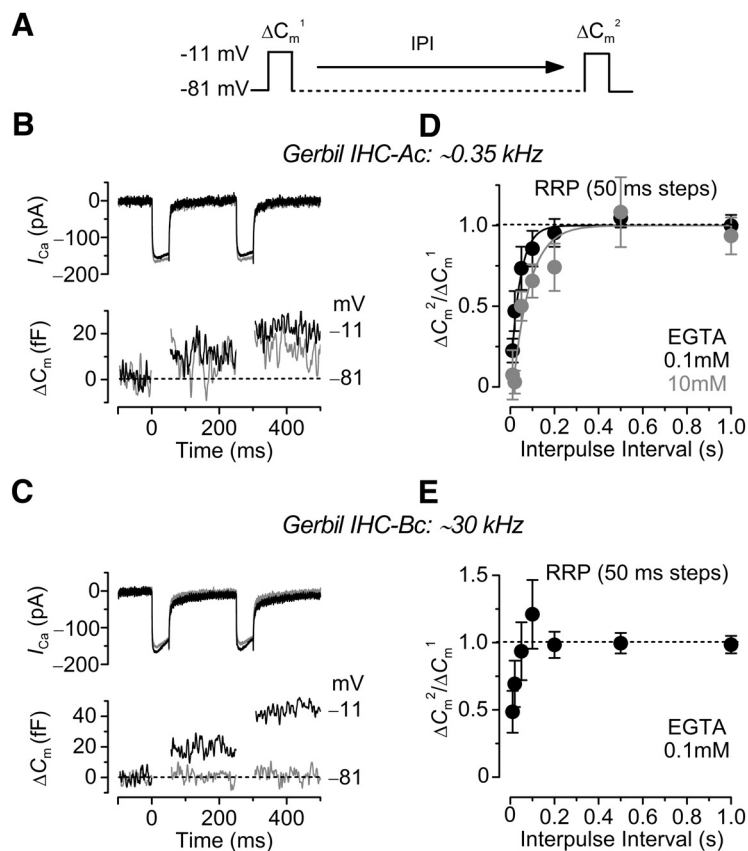 A
ΔCm1
ΔCm2
-11 mV
IPI
-81 mV
B
D
Gerbil IHC-Ac: ~0.35 kHz
0
−50
−100
−150
−200
ICa (pA)
mV
20
0
ΔCm (fF)
−11
−81
0 200 400
Time (ms)
RRP (50 ms steps)
1.0
0.5
0
ΔCm2/ΔCm1
EGTA
0.1mM
10mM
0 0.2 0.4 0.6 0.8 1.0
Interpulse Interval (s)
C
E
Gerbil IHC-Bc: ~30 kHz
0
−50
−100
−150
−200
ICa (pA)
mV
40
20
0
ΔCm (fF)
−11
−81
0 200 400
Time (ms)
RRP (50 ms steps)
1.5
1.0
0.5
0
ΔCm2/ΔCm1
EGTA
0.1mM
0 0.2 0.4 0.6 0.8 1.0
Interpulse Interval (s)